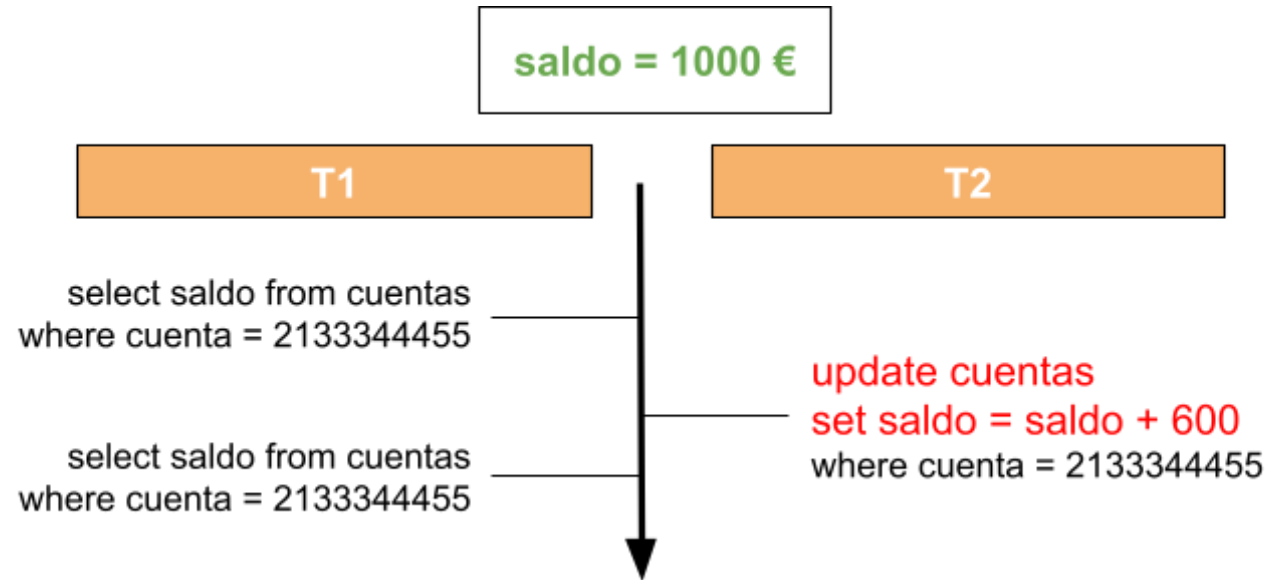 saldo = 1000 €
T1
T2
select saldo from cuentas
where cuenta = 2133344455
update cuentas
set saldo = saldo + 600
where cuenta = 2133344455
select saldo from cuentas
where cuenta = 2133344455